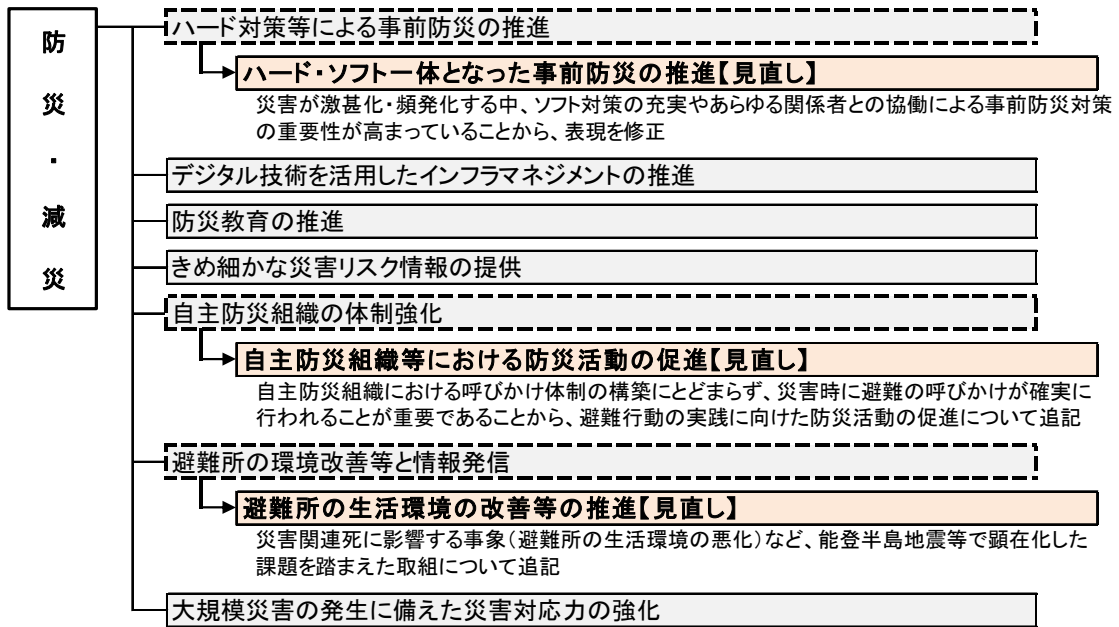 防災・減災
ハード対策等による事前防災の推進
ハード・ソフト一体となった事前防災の推進【見直し】
災害が激甚化・頻発化する中、ソフト対策の充実やあらゆる関係者との協働による事前防災対策
の重要性が高まっていることから、表現を修正
デジタル技術を活用したインフラマネジメントの推進
防災教育の推進
きめ細かな災害リスク情報の提供
自主防災組織の体制強化
自主防災組織等における防災活動の促進【見直し】
自主防災組織における呼びかけ体制の構築にとどまらず、災害時に避難の呼びかけが確実に
行われることが重要であることから、避難行動の実践に向けた防災活動の促進について追記
避難所の環境改善等と情報発信
避難所の生活環境の改善等の推進【見直し】
災害関連死に影響する事象（避難所の生活環境の悪化）など、能登半島地震等で顕在化した
課題を踏まえた取組について追記
大規模災害の発生に備えた災害対応力の強化